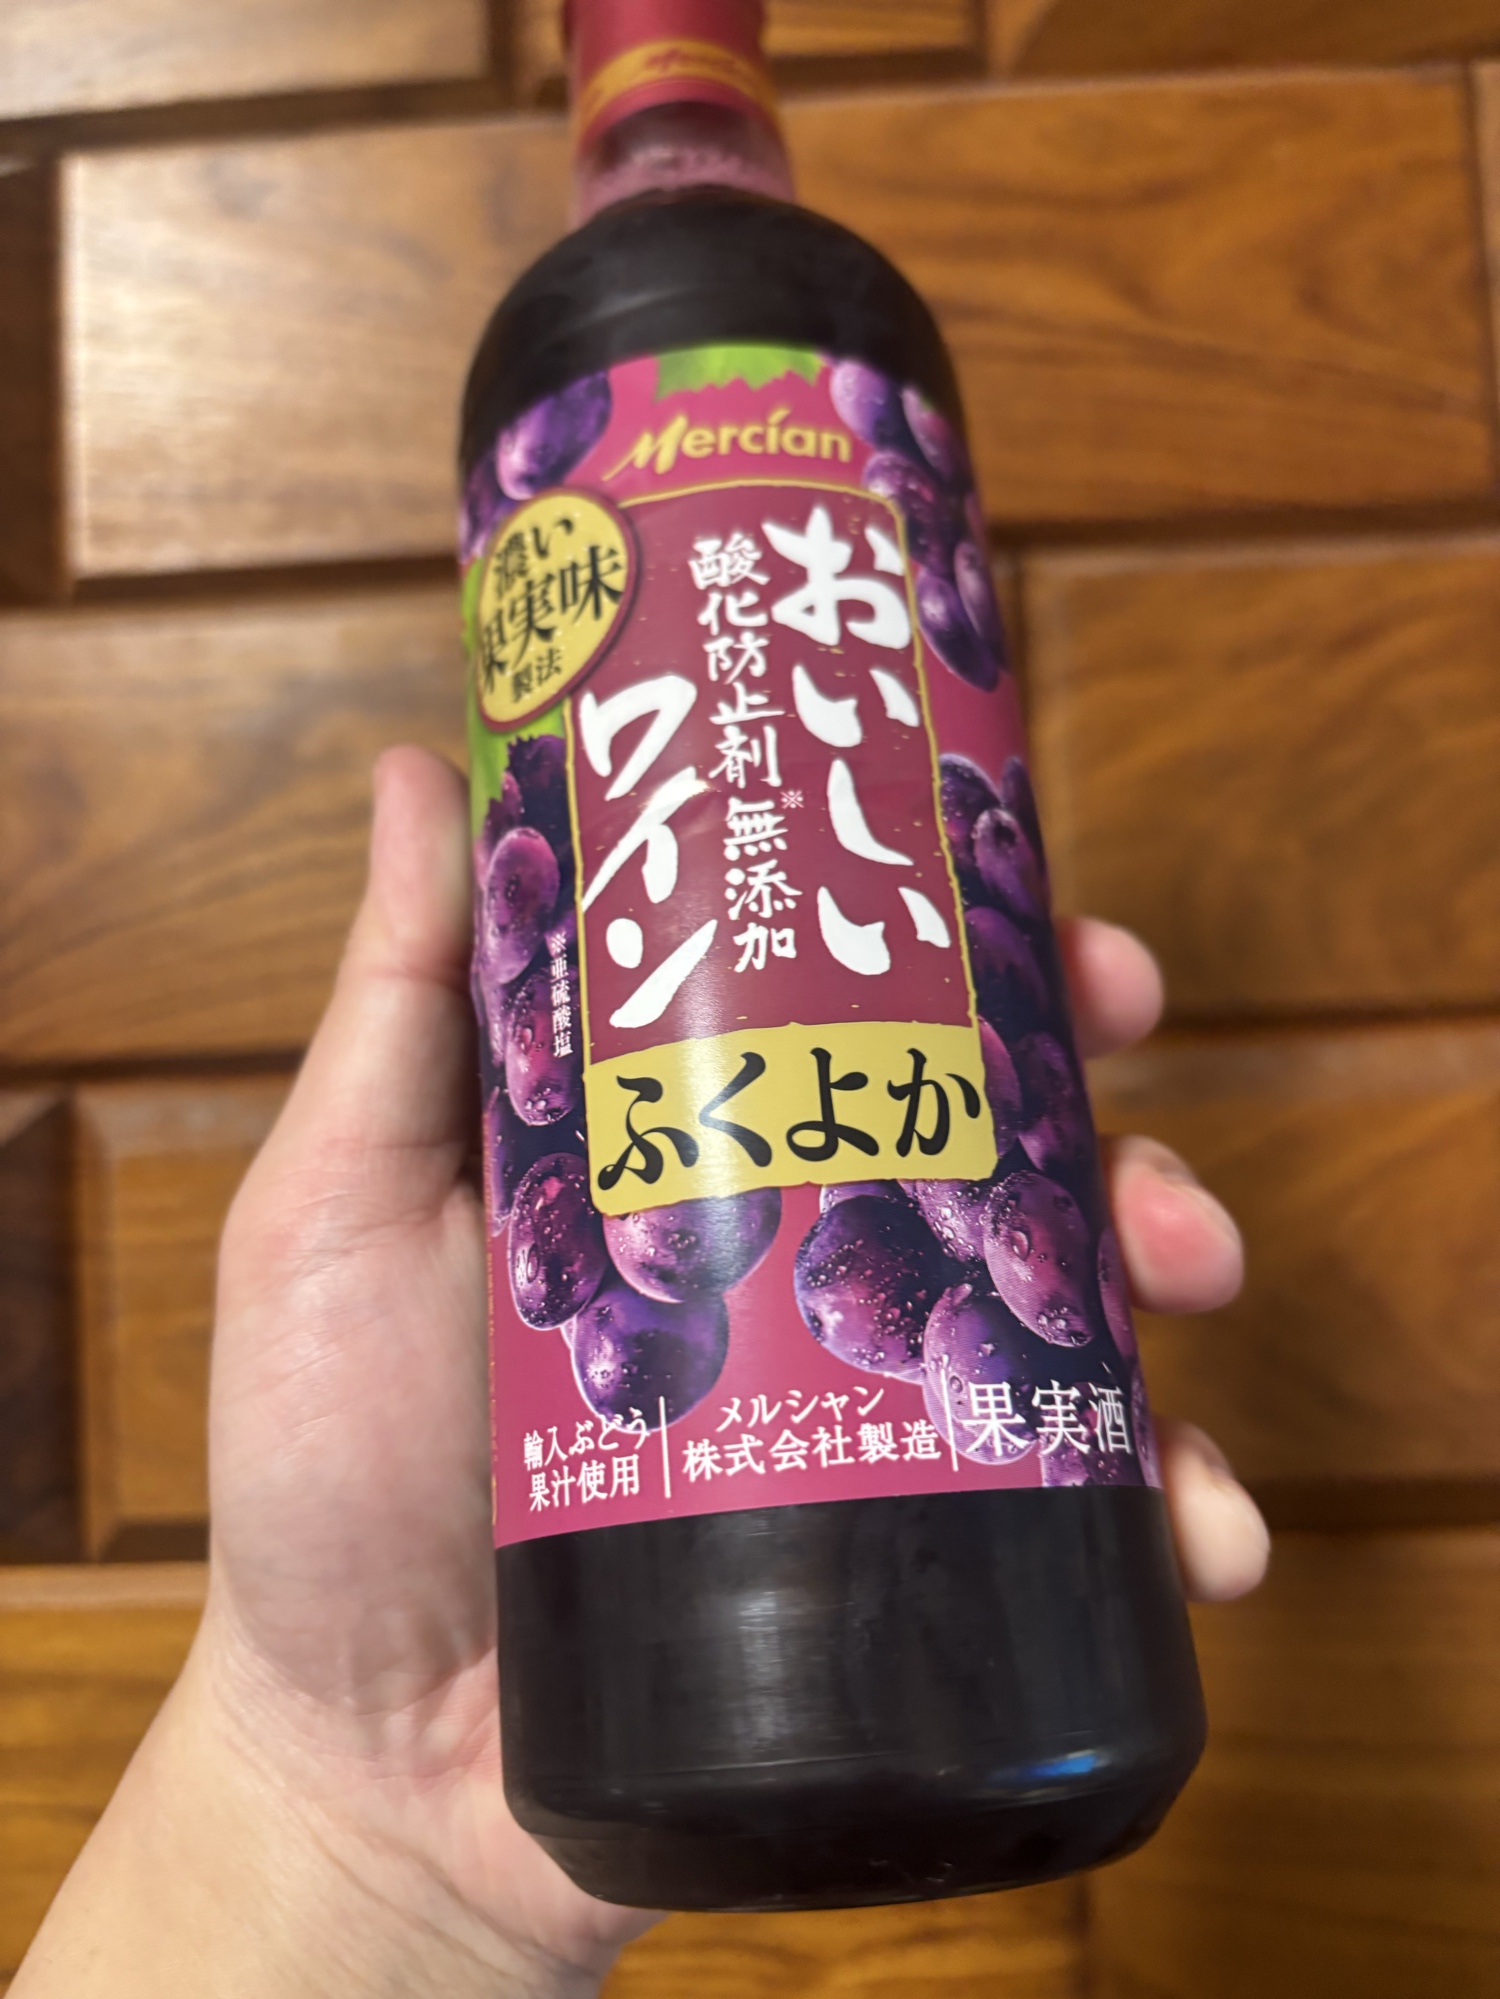 Mercian
濃い
果実味
製法
おいしい
酸化防止剤無添加※
ワイン
※亜硫酸塩
ふくよか
輸入ぶどう
果汁使用
メルシャン
株式会社製造
果実酒